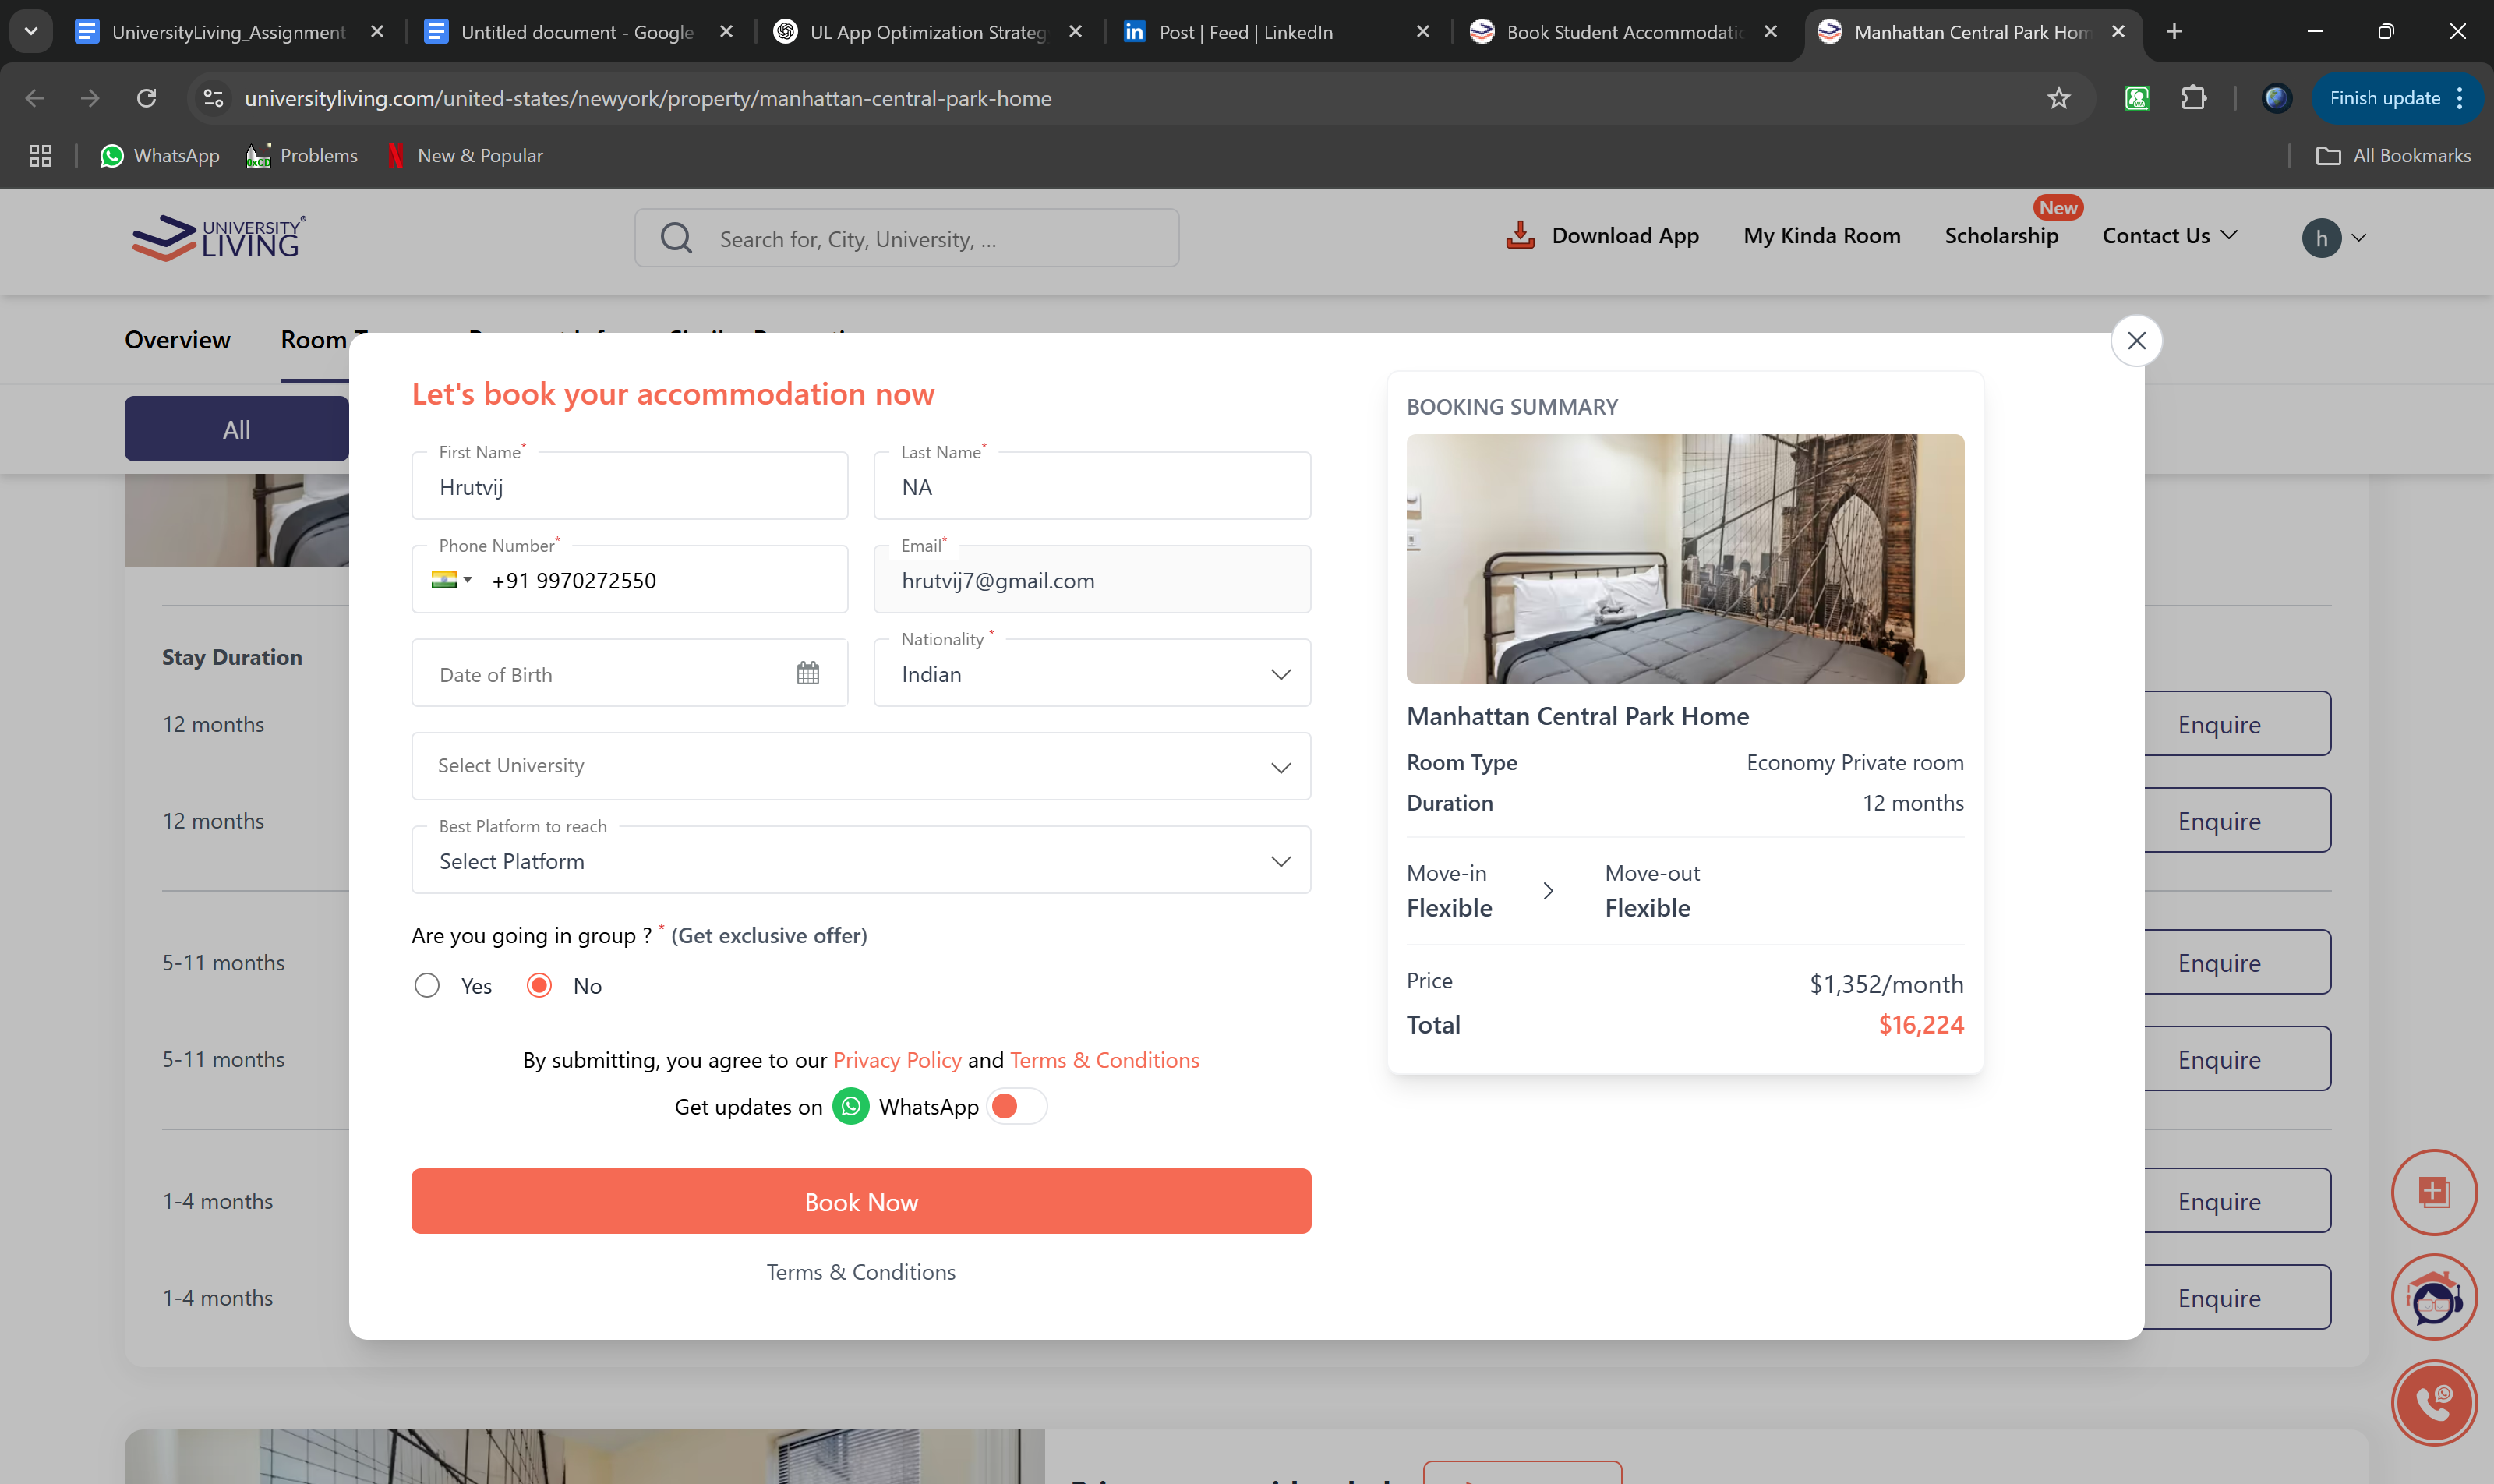 UniversityLiving_Assignment
Untitled document - Google
UL App Optimization Strateg
Post | Feed | LinkedIn
Book Student Accommodatio
Manhattan Central Park Hom
universityliving.com/united-states/newyork/property/manhattan-central-park-home
Finish update
WhatsApp
Problems
New & Popular
All Bookmarks
UNIVERSITY LIVING
Search for, City, University, ...
Download App
My Kinda Room
New
Scholarship
Contact Us
h
Overview
Room
All
Let's book your accommodation now
First Name*
Hrutvij
Last Name*
NA
Phone Number*
+91 9970272550
Email*
hrutvij7@gmail.com
Date of Birth
Nationality *
Indian
Select University
Best Platform to reach
Select Platform
Are you going in group ? * (Get exclusive offer)
Yes
No
By submitting, you agree to our Privacy Policy and Terms & Conditions
Get updates on WhatsApp
Book Now
Terms & Conditions
BOOKING SUMMARY
Manhattan Central Park Home
Room Type Economy Private room
Duration 12 months
Move-in
Flexible
Move-out
Flexible
Price $1,352/month
Total $16,224
Stay Duration
12 months
Enquire
12 months
Enquire
5-11 months
Enquire
5-11 months
Enquire
1-4 months
Enquire
1-4 months
Enquire